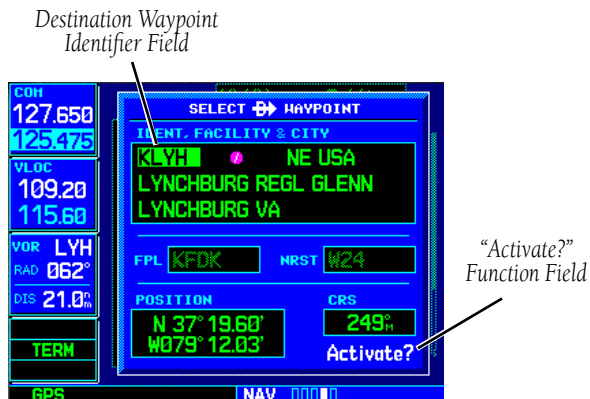 Destination Waypoint
Identifier Field
COM
127.650
125.475
VLOC
109.20
115.60
VOR LYH
RAD 062°
DIS 21.0nm
TERM
GPS
SELECT WAYPOINT
IDENT, FACILITY & CITY
KLYH NE USA
LYNCHBURG REGL GLENN
LYNCHBURG VA
FPL KFDK NRST W24
POSITION CRS
N 37°19.60' 249°M
W079°12.03'
Activate?
NAV
"Activate?"
Function Field